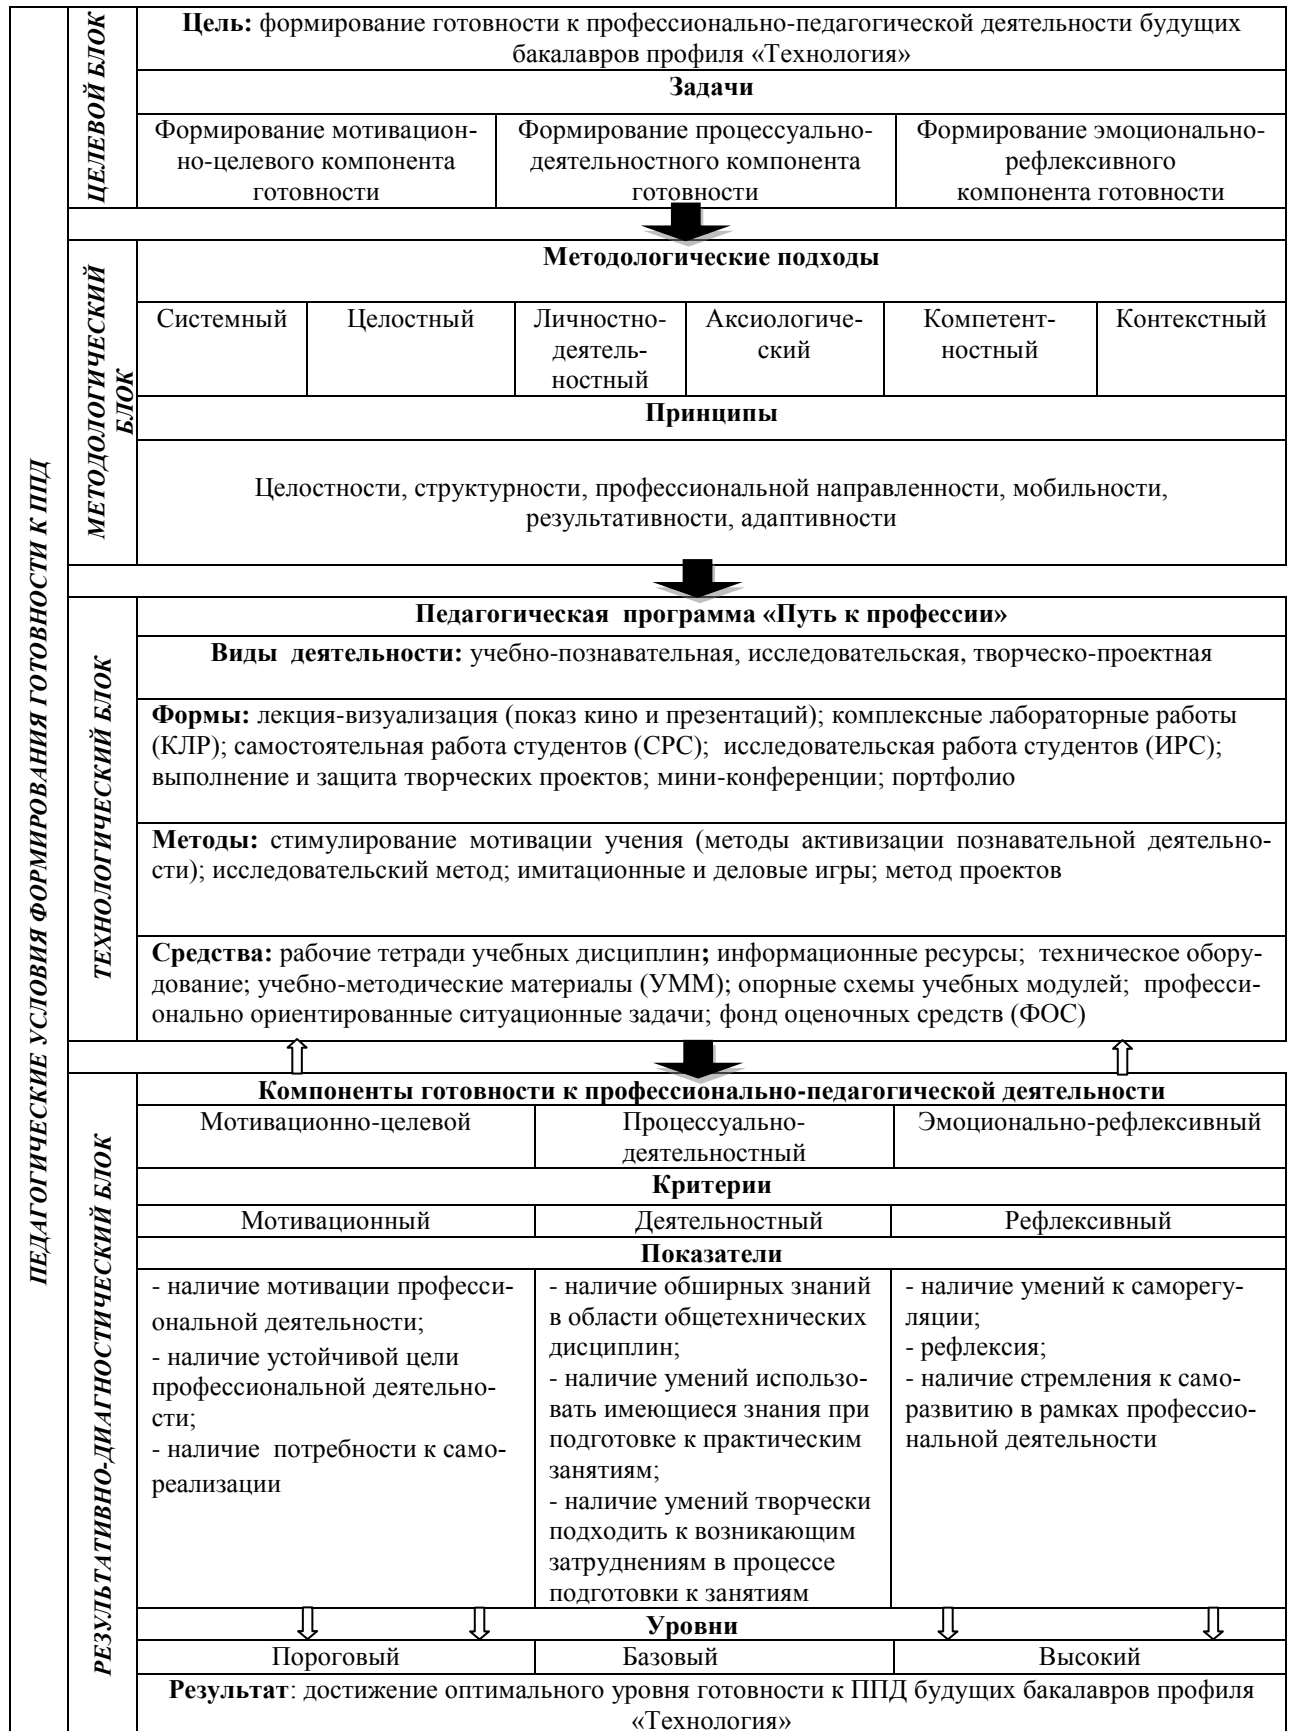 ПЕДАГОГИЧЕСКИЕ УСЛОВИЯ ФОРМИРОВАНИЯ ГОТОВНОСТИ К ППД
ЦЕЛЕВОЙ БЛОК
Цель: формирование готовности к профессионально-педагогической деятельности будущих
бакалавров профиля «Технология»
Задачи
Формирование мотивацион-
но-целевого компонента
готовности
Формирование процессуально-
деятельностного компонента
готовности
Формирование эмоционально-
рефлексивного
компонента готовности
МЕТОДОЛОГИЧЕСКИЙ
БЛОК
Методологические подходы
Системный
Целостный
Личностно-
деятель-
ностный
Аксиологиче-
ский
Компетент-
ностный
Контекстный
Принципы
Целостности, структурности, профессиональной направленности, мобильности,
результативности, адаптивности
ТЕХНОЛОГИЧЕСКИЙ БЛОК
Педагогическая программа «Путь к профессии»
Виды деятельности: учебно-познавательная, исследовательская, творческо-проектная
Формы: лекция-визуализация (показ кино и презентаций); комплексные лабораторные работы
(КЛР); самостоятельная работа студентов (СРС); исследовательская работа студентов (ИРС);
выполнение и защита творческих проектов; мини-конференции; портфолио
Методы: стимулирование мотивации учения (методы активизации познавательной деятельно-
сти); исследовательский метод; имитационные и деловые игры; метод проектов
Средства: рабочие тетради учебных дисциплин; информационные ресурсы; техническое обору-
дование; учебно-методические материалы (УММ); опорные схемы учебных модулей; професси-
онально ориентированные ситуационные задачи; фонд оценочных средств (ФОС)
РЕЗУЛЬТАТИВНО-ДИАГНОСТИЧЕСКИЙ БЛОК
Компоненты готовности к профессионально-педагогической деятельности
Мотивационно-целевой
Процессуально-
деятельностный
Эмоционально-рефлексивный
Критерии
Мотивационный
Деятельностный
Рефлексивный
Показатели
- наличие мотивации професси-
ональной деятельности;
- наличие устойчивой цели
профессиональной деятельно-
сти;
- наличие потребности к само-
реализации
- наличие обширных знаний
в области общетехнических
дисциплин;
- наличие умений использо-
вать имеющиеся знания при
подготовке к практическим
занятиям;
- наличие умений творчески
подходить к возникающим
затруднениям в процессе
подготовки к занятиям
- наличие умений к саморегу-
ляции;
- рефлексия;
- наличие стремления к само-
развитию в рамках профессио-
нальной деятельности
Уровни
Пороговый
Базовый
Высокий
Результат: достижение оптимального уровня готовности к ППД будущих бакалавров профиля
«Технология»